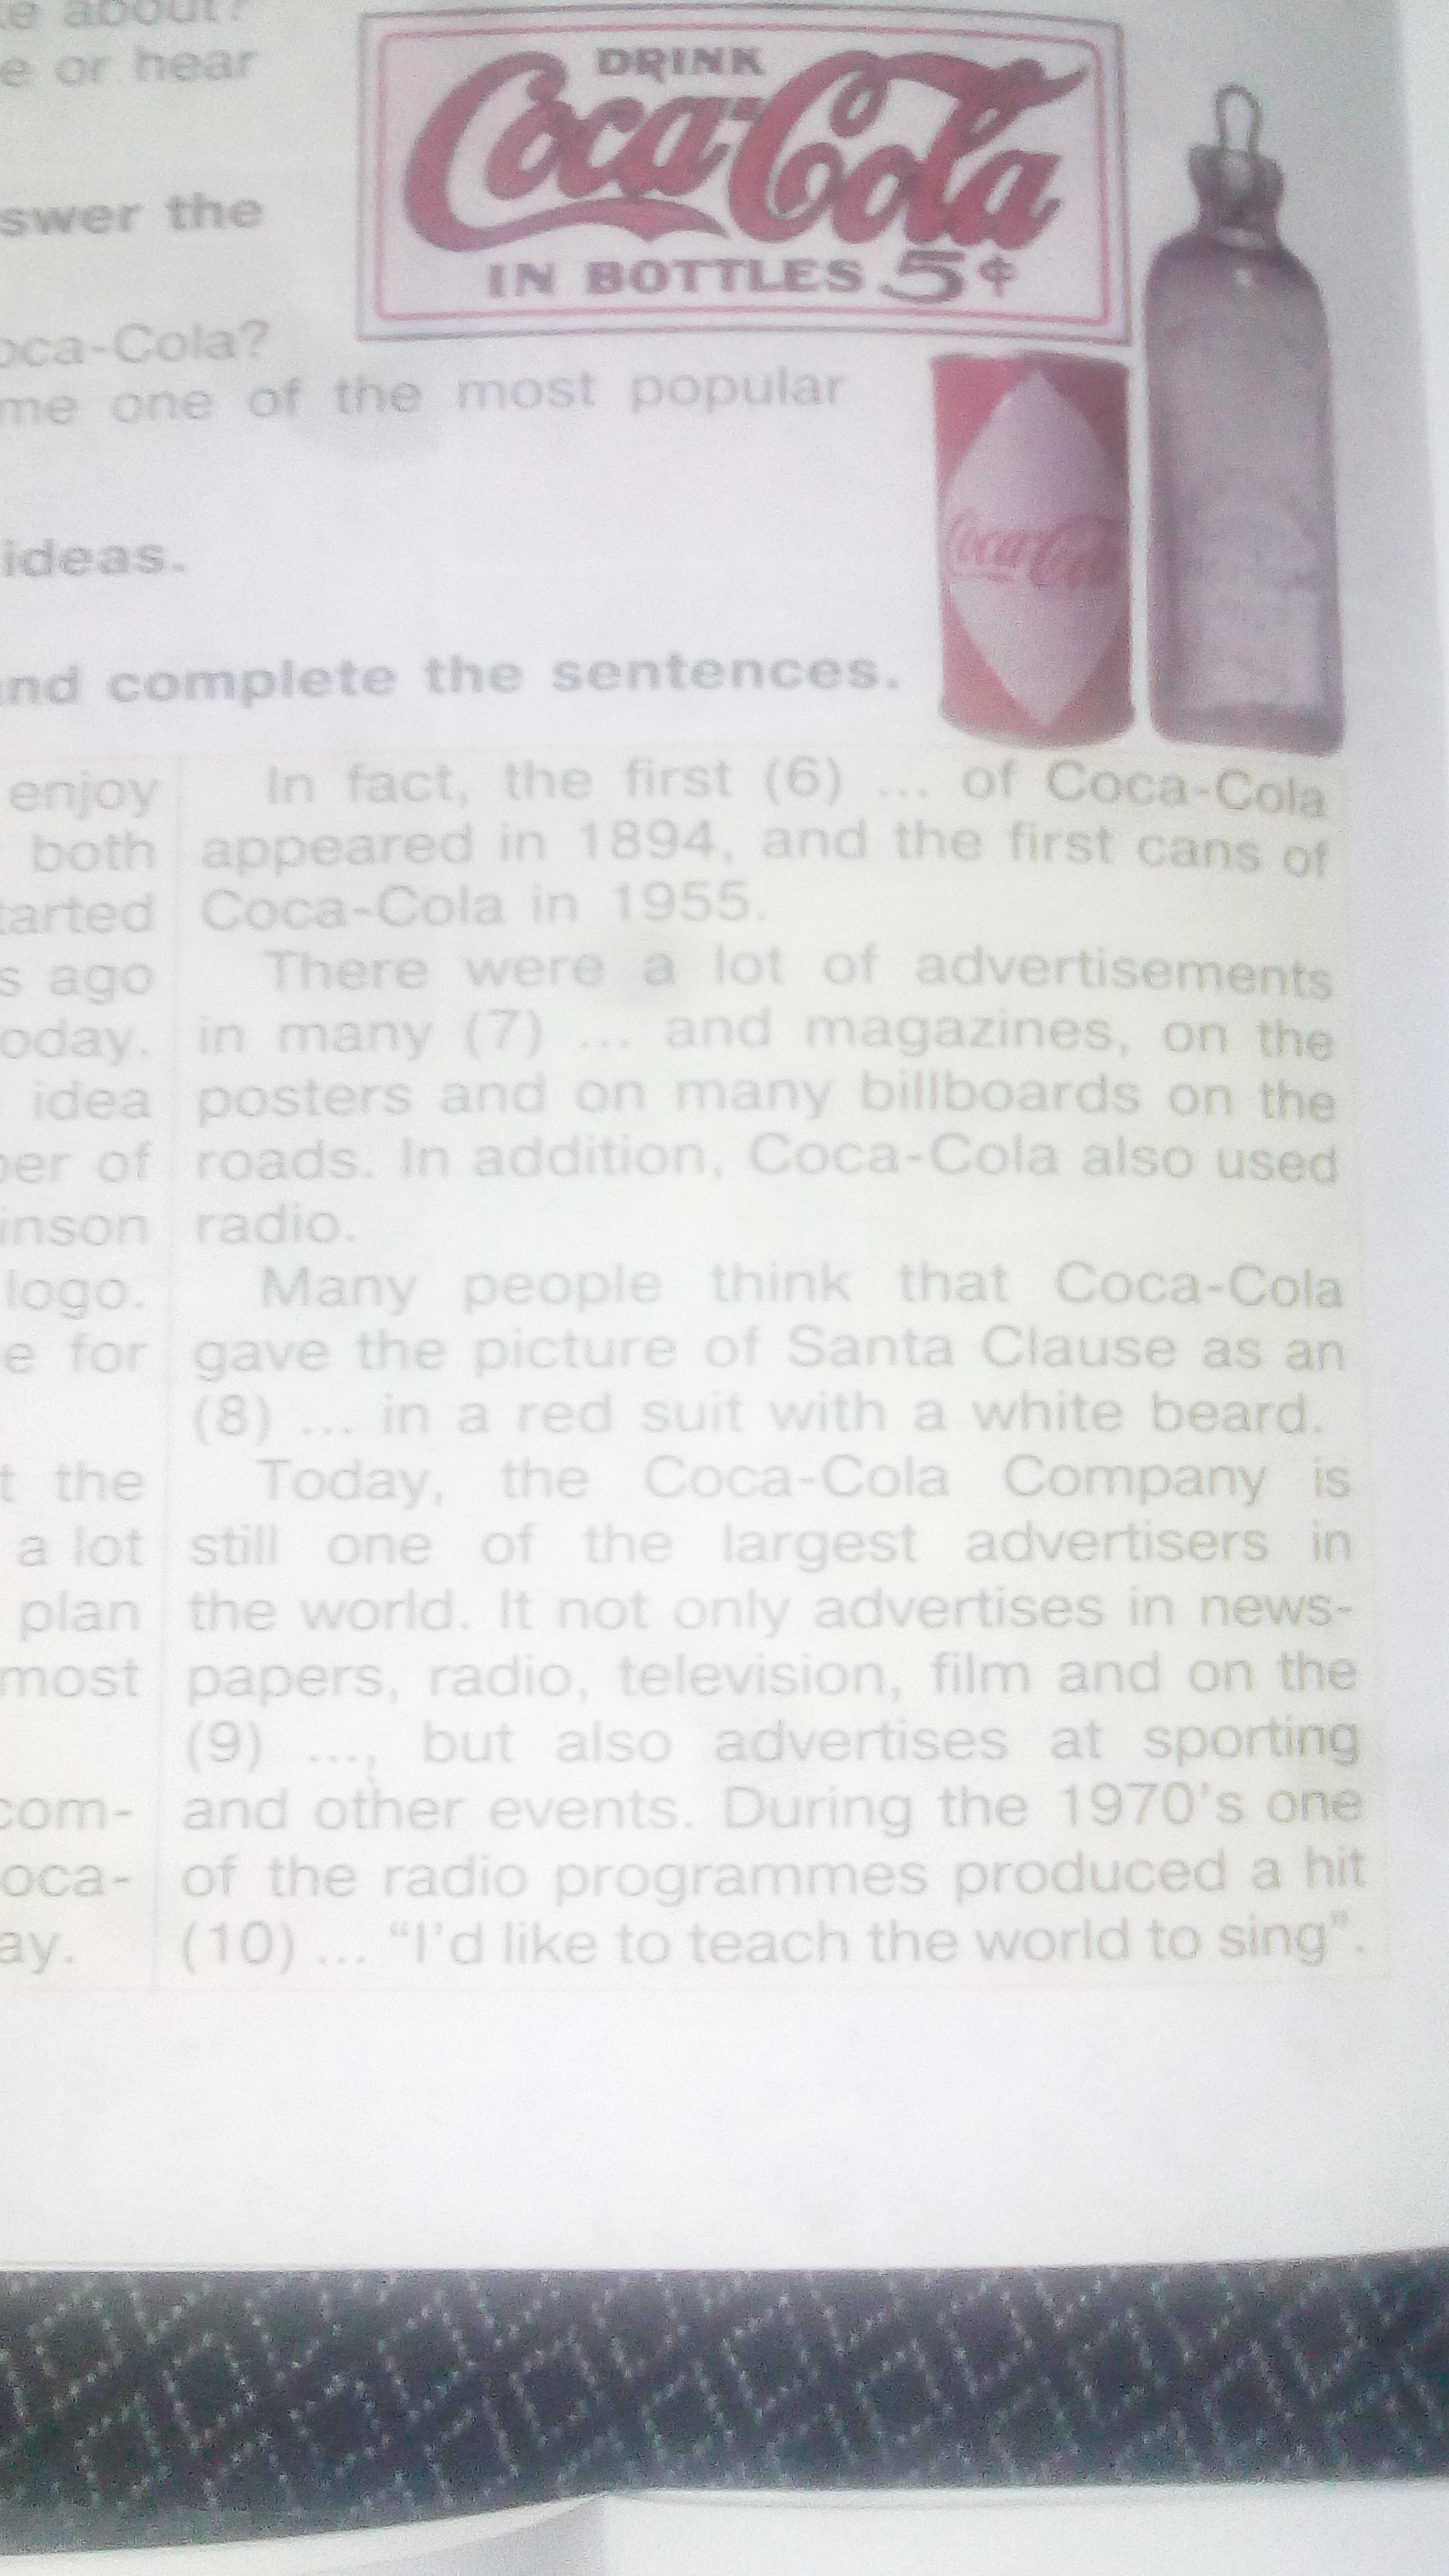 e about?
e or hear
DRINK
Coca-Cola
IN BOTTLES 5¢
swer the
oca-Cola?
me one of the most popular
Coca-Cola
ideas.
nd complete the sentences.
enjoy
both
tarted
s ago
oday.
idea
ber of
inson
logo.
e for
t the
a lot
plan
most
com-
oca-
ay.
In fact, the first (6) ... of Coca-Cola
appeared in 1894, and the first cans of
Coca-Cola in 1955.
There were a lot of advertisements
in many (7) ... and magazines, on the
posters and on many billboards on the
roads. In addition, Coca-Cola also used
radio.
Many people think that Coca-Cola
gave the picture of Santa Clause as an
(8) ... in a red suit with a white beard.
Today, the Coca-Cola Company is
still one of the largest advertisers in
the world. It not only advertises in news-
papers, radio, television, film and on the
(9) ..., but also advertises at sporting
and other events. During the 1970's one
of the radio programmes produced a hit
(10) ... “I'd like to teach the world to sing”.